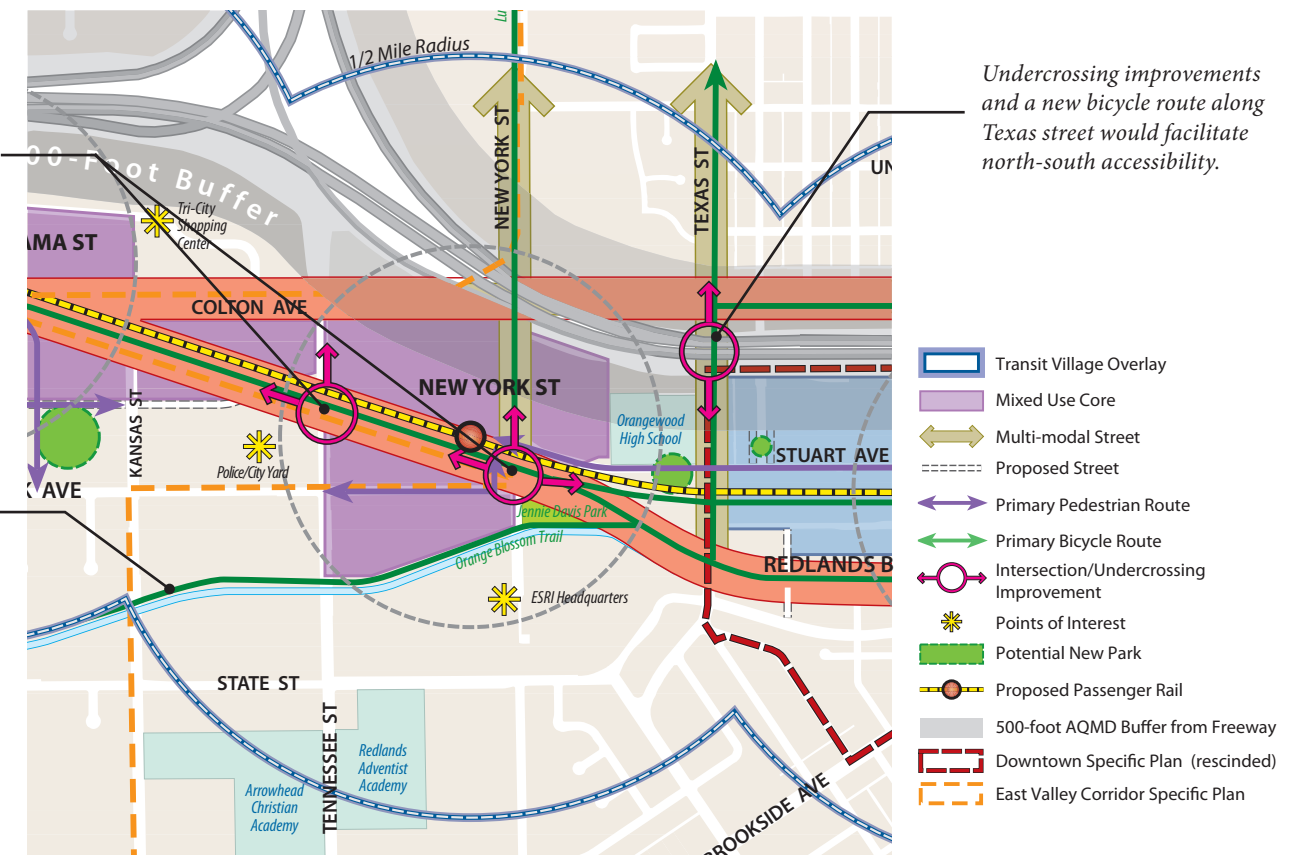 Lu
1/2 Mile Radius
Undercrossing improvements
and a new bicycle route along
Texas street would facilitate
north-south accessibility.
NEW YORK ST
TEXAS ST
UN
00-Foot Buffer
Tri-City
Shopping
Center
AMA ST
COLTON AVE
NEW YORK ST
KANSAS ST
Orangewood
High School
STUART AVE
Police/City Yard
K AVE
Jennie Davis Park
Orange Blossom Trail
REDLANDS B
ESRI Headquarters
STATE ST
TENNESSEE ST
Redlands
Adventist
Academy
Arrowhead
Christian
Academy
BROOKSIDE AVE
Transit Village Overlay
Mixed Use Core
Multi-modal Street
Proposed Street
Primary Pedestrian Route
Primary Bicycle Route
Intersection/Undercrossing
Improvement
Points of Interest
Potential New Park
Proposed Passenger Rail
500-foot AQMD Buffer from Freeway
Downtown Specific Plan (rescinded)
East Valley Corridor Specific Plan